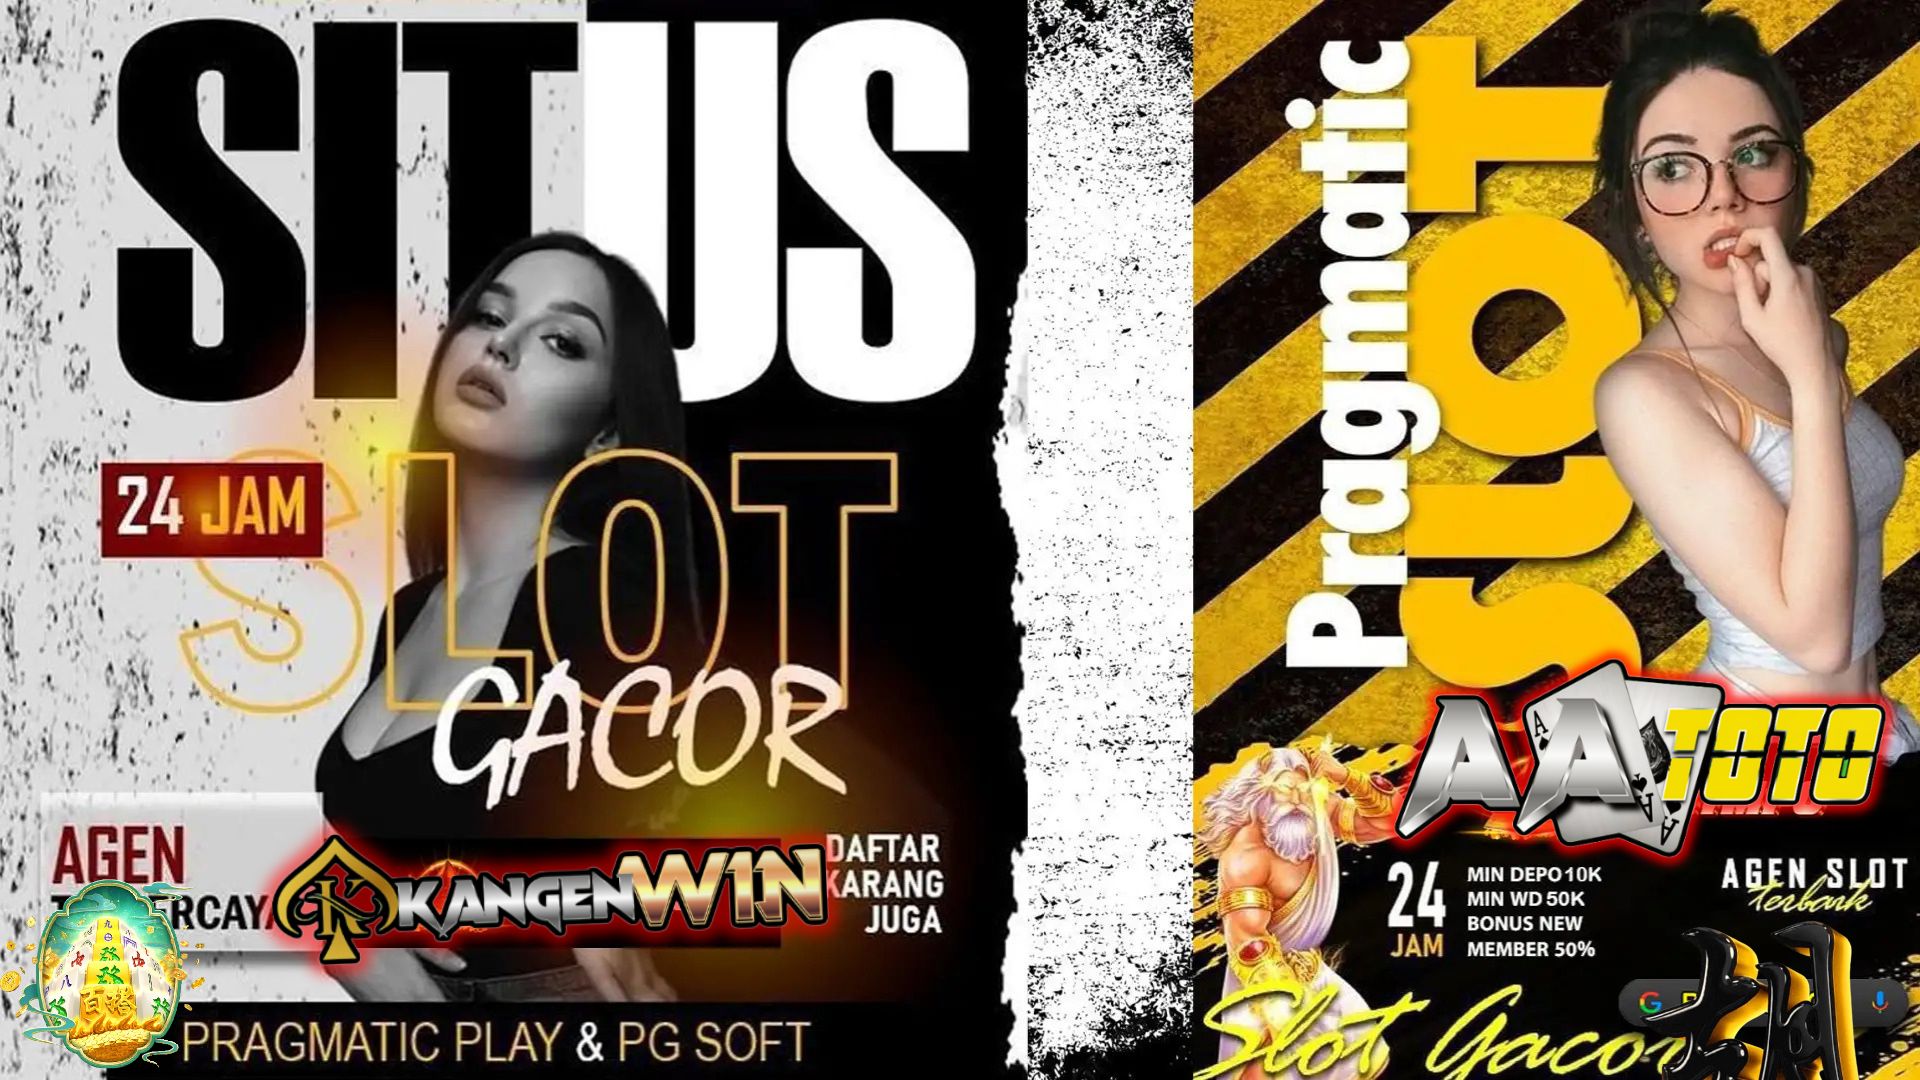 SITUS
24 JAM
SLOT
GACOR
AGEN
KANGENWIN
DAFTAR
JUGA
PRAGMATIC PLAY & PG SOFT
Pragmatic
SLOT
AATOTO
24
JAM
MIN DEPO 10K
MIN WD 50K
BONUS NEW
MEMBER 50%
AGEN SLOT
terbaik
Slot Gacor